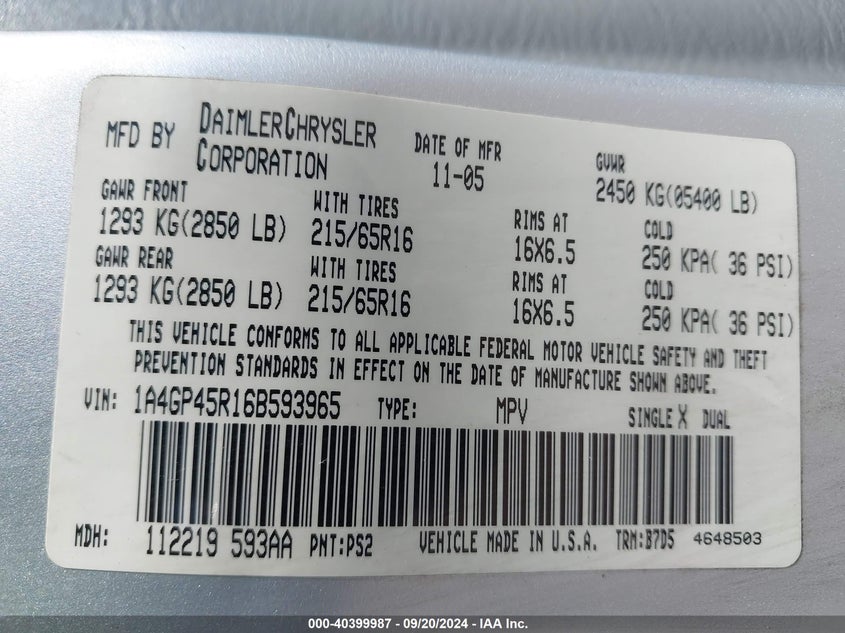 MFD BY DAIMLERCHRYSLER CORPORATION DATE OF MFR 11-05 GVWR 2450 KG(05400 LB)
GAWR FRONT WITH TIRES RIMS AT COLD
1293 KG(2850 LB) 215/65R16 16X6.5 250 KPA( 36 PSI)
GAWR REAR WITH TIRES RIMS AT COLD
1293 KG(2850 LB) 215/65R16 16X6.5 250 KPA( 36 PSI)
THIS VEHICLE CONFORMS TO ALL APPLICABLE FEDERAL MOTOR VEHICLE SAFETY AND THEFT
PREVENTION STANDARDS IN EFFECT ON THE DATE OF MANUFACTURE SHOWN ABOVE.
VIN: 1A4GP45R16B593965 TYPE: MPV SINGLE X DUAL
MDH: 112219 593AA PNT:PS2 VEHICLE MADE IN U.S.A. TRM:B7D5 4648503
000-40399987 - 09/20/2024 - IAA Inc.